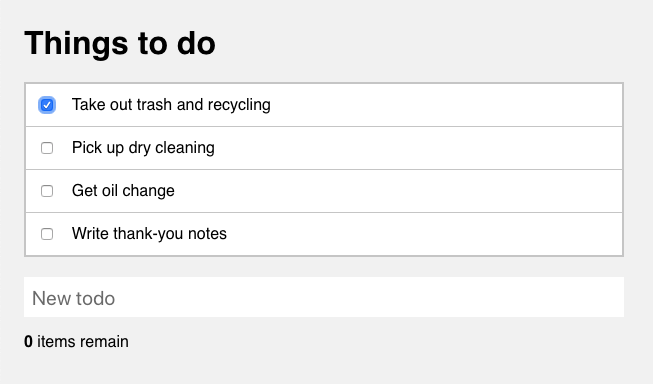 Things to do
Take out trash and recycling
Pick up dry cleaning
Get oil change
Write thank-you notes
New todo
0 items remain